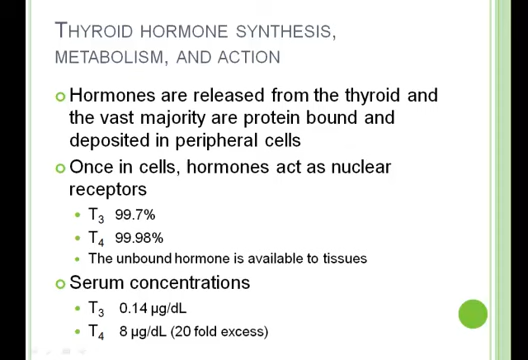 THYROID HORMONE SYNTHESIS,
METABOLISM, AND ACTION
Hormones are released from the thyroid and
the vast majority are protein bound and
deposited in peripheral cells
Once in cells, hormones act as nuclear
receptors
T3 99.7%
T4 99.98%
The unbound hormone is available to tissues
Serum concentrations
T3 0.14 µg/dL
T4 8 µg/dL (20 fold excess)